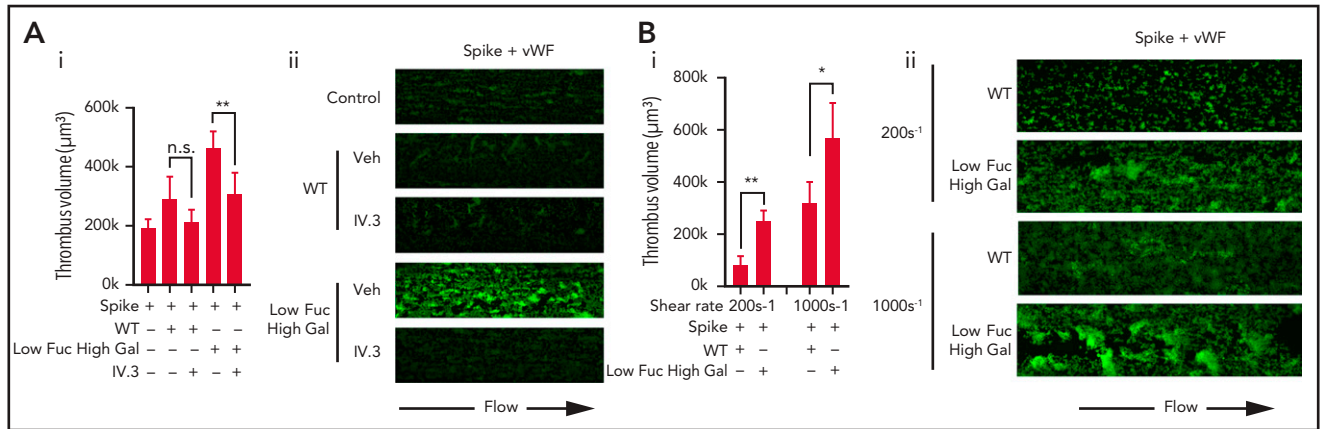 A
i
Thrombus volume (μm³)
600k
400k
200k
0k
n.s.
**
Spike + + + + +
WT – + + – –
Low Fuc High Gal – – – + +
IV.3 – – + – +
ii
Spike + vWF
Control
WT
Veh
IV.3
Low Fuc
High Gal
Veh
IV.3
Flow
B
i
Thrombus volume (μm³)
800k
600k
400k
200k
0k
**
*
Shear rate 200s-1 1000s-1
Spike + + + +
WT + – + –
Low Fuc High Gal – + – +
ii
Spike + vWF
200s⁻¹
WT
Low Fuc
High Gal
1000s⁻¹
WT
Low Fuc
High Gal
Flow